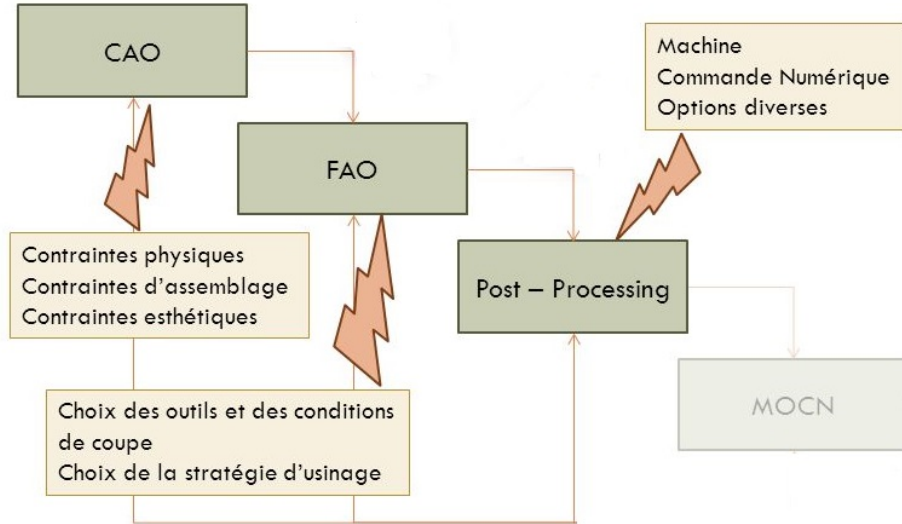 CAO
Machine
Commande Numérique
Options diverses
FAO
Contraintes physiques
Contraintes d'assemblage
Contraintes esthétiques
Post – Processing
MOCN
Choix des outils et des conditions
de coupe
Choix de la stratégie d'usinage